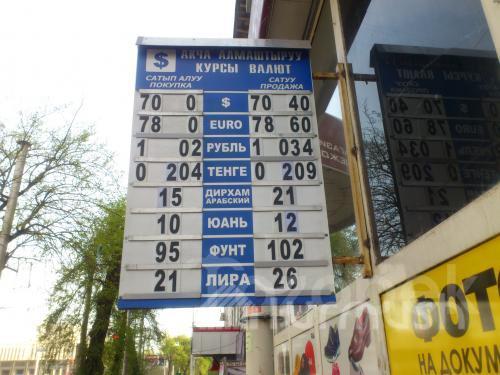 $ АКЧА АЛМАШТЫРУУ
КУРСЫ ВАЛЮТ
САТЫП АЛУУ САТУУ
ПОКУПКА ПРОДАЖА
70 0 $ 70 40
78 0 EURO 78 60
1 02 РУБЛЬ 1 034
0 204 ТЕНГЕ 0 209
15 ДИРХАМ АРАБСКИЙ 21
10 ЮАНЬ 12
95 ФУНТ 102
21 ЛИРА 26
ФОТО
НА ДОКУМ